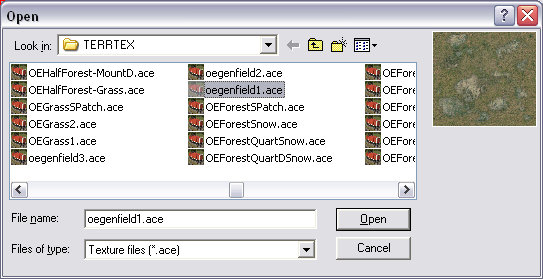 Open
Look in: TERRTEX
OEHalfForest-MountD.ace
OEHalfForest-Grass.ace
OEGrassSPatch.ace
OEGrass2.ace
OEGrass1.ace
oegenfield3.ace
oegenfield2.ace
oegenfield1.ace
OEForestSPatch.ace
OEForestSnow.ace
OEForestQuartSnow.ace
OEForestQuartDSnow.ace
OEFore
OEFore
OEFore
OEFore
OEFore
OEFore
File name: oegenfield1.ace Open
Files of type: Texture files (*.ace) Cancel